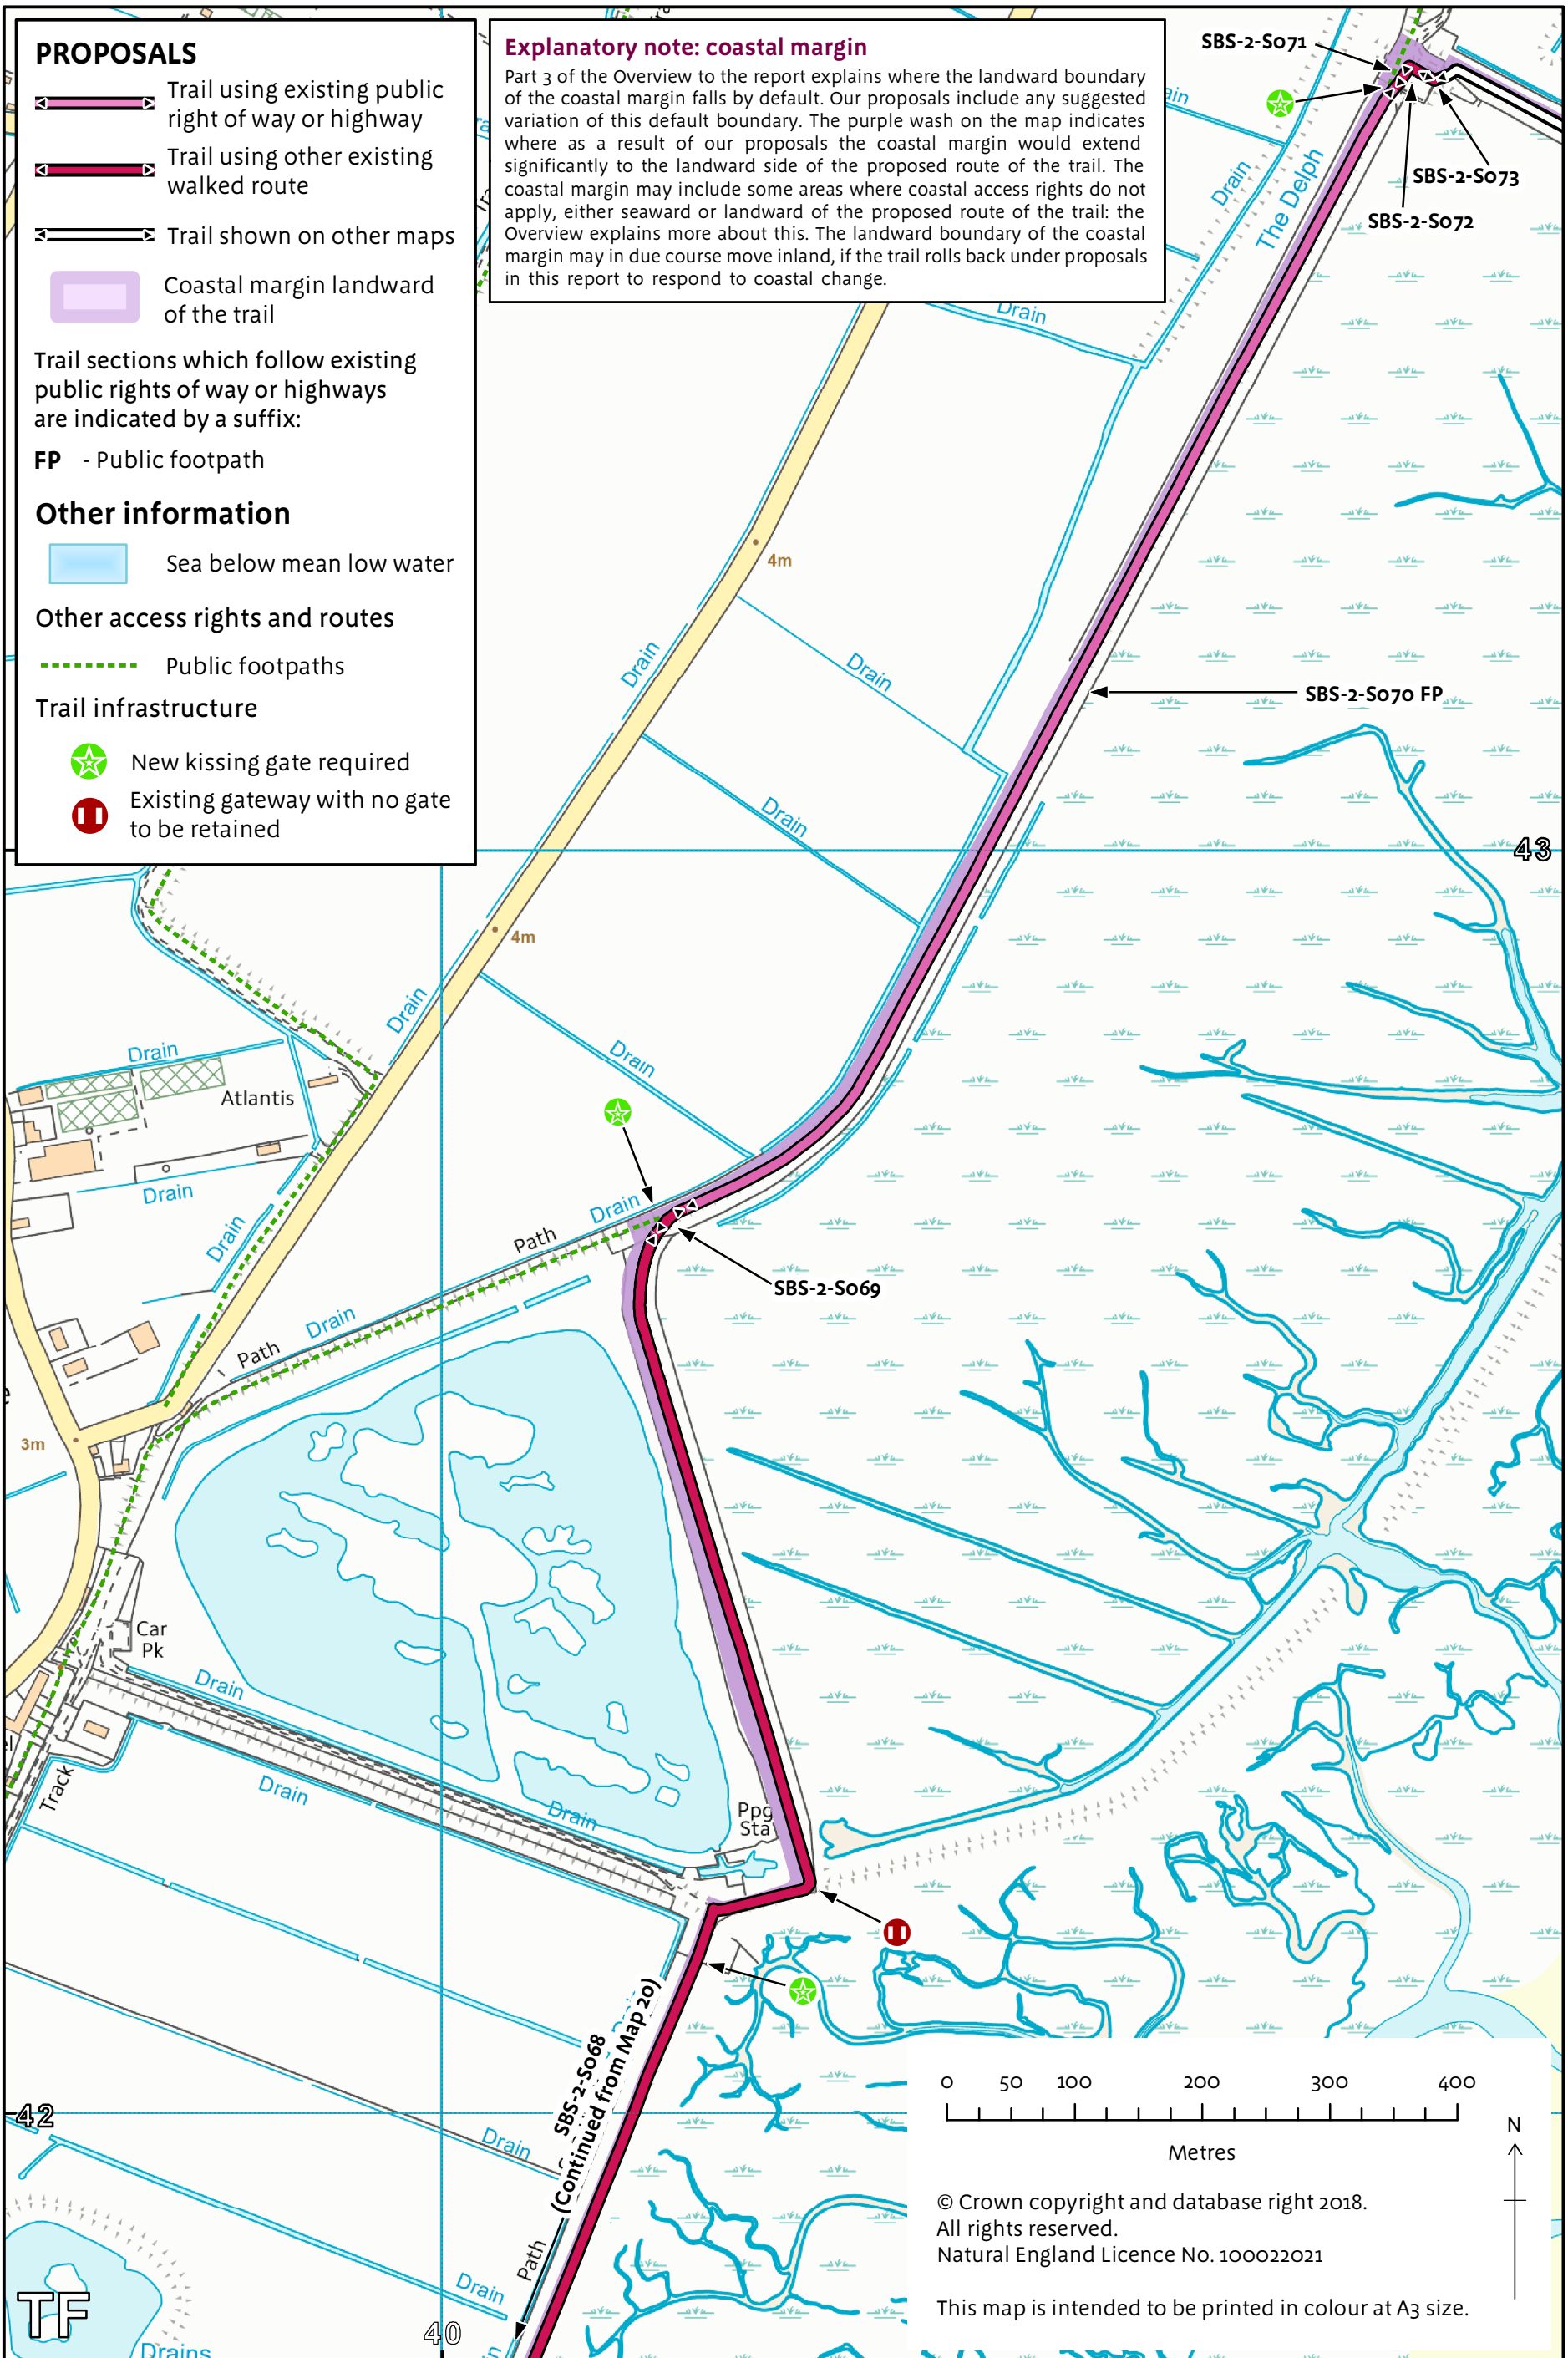 PROPOSALS
Trail using existing public
right of way or highway
Trail using other existing
walked route
Trail shown on other maps
Coastal margin landward
of the trail
Trail sections which follow existing
public rights of way or highways
are indicated by a suffix:
FP - Public footpath
Other information
Sea below mean low water
Other access rights and routes
Public footpaths
Trail infrastructure
New kissing gate required
Existing gateway with no gate
to be retained
Explanatory note: coastal margin
Part 3 of the Overview to the report explains where the landward boundary
of the coastal margin falls by default. Our proposals include any suggested
variation of this default boundary. The purple wash on the map indicates
where as a result of our proposals the coastal margin would extend
significantly to the landward side of the proposed route of the trail. The
coastal margin may include some areas where coastal access rights do not
apply, either seaward or landward of the proposed route of the trail: the
Overview explains more about this. The landward boundary of the coastal
margin may in due course move inland, if the trail rolls back under proposals
in this report to respond to coastal change.
SBS-2-S071
SBS-2-S073
SBS-2-S072
Drain
The Delph
Drain
4m
Drain
Drain
SBS-2-S070 FP
Drain
43
4m
Drain
Drain
Drain
Atlantis
Drain
Drain
Drain
Path
SBS-2-S069
Drain
Path
3m
Car
Pk
Drain
Track
Drain
Drain
Ppg
Sta
SBS-2-S068
(Continued from Map 20)
42
Drain
Path
Drain
TF
40
Drains
0 50 100 200 300 400
Metres
N
© Crown copyright and database right 2018.
All rights reserved.
Natural England Licence No. 100022021
This map is intended to be printed in colour at A3 size.